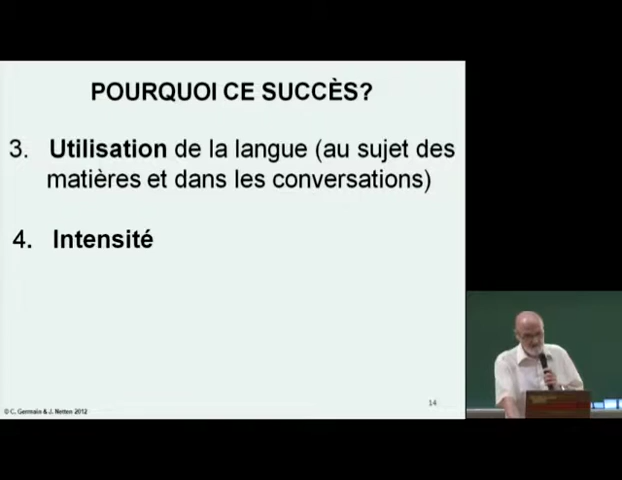 POURQUOI CE SUCCÈS?
3. Utilisation de la langue (au sujet des
matières et dans les conversations)
4. Intensité
14
© C. Germain & J. Netten 2012